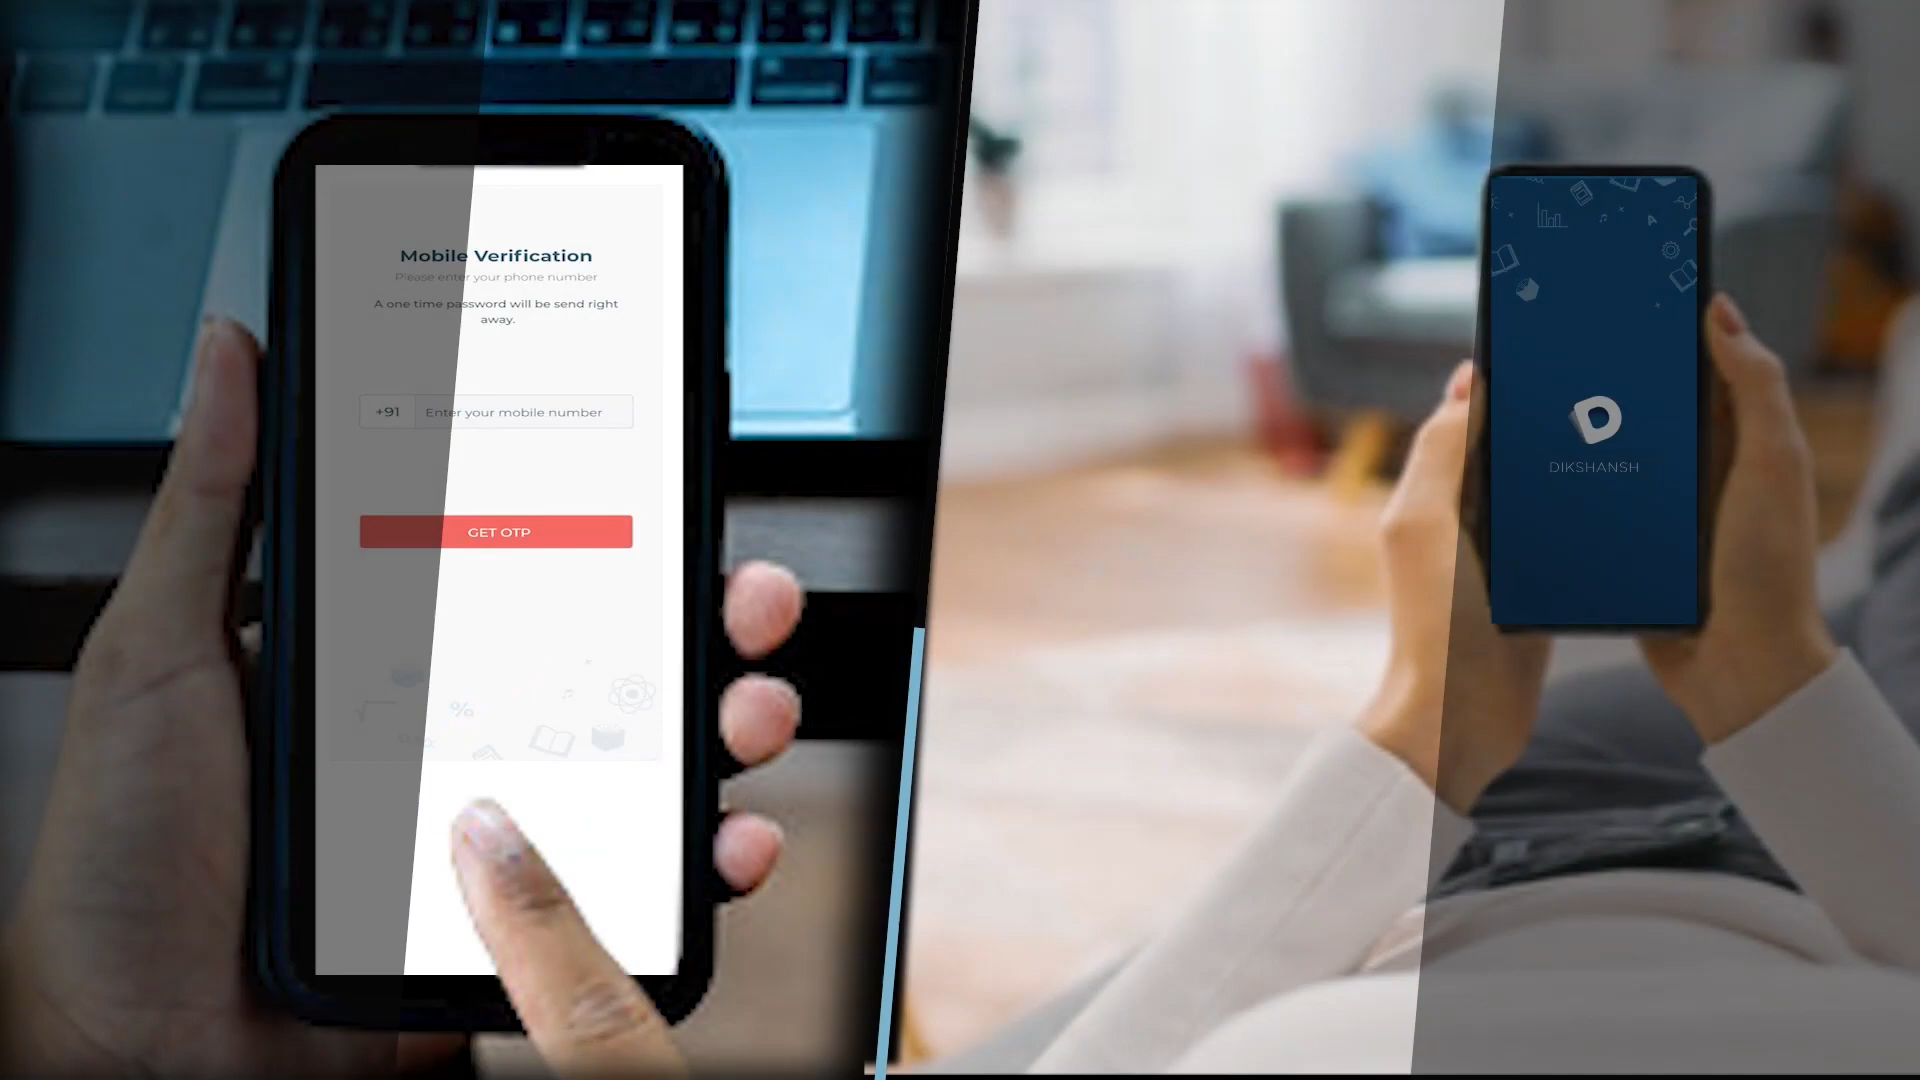 Mobile Verification
Please enter your phone number
A one time password will be send right
away.
+91 Enter your mobile number
GET OTP
%
A
DIKSHANSH